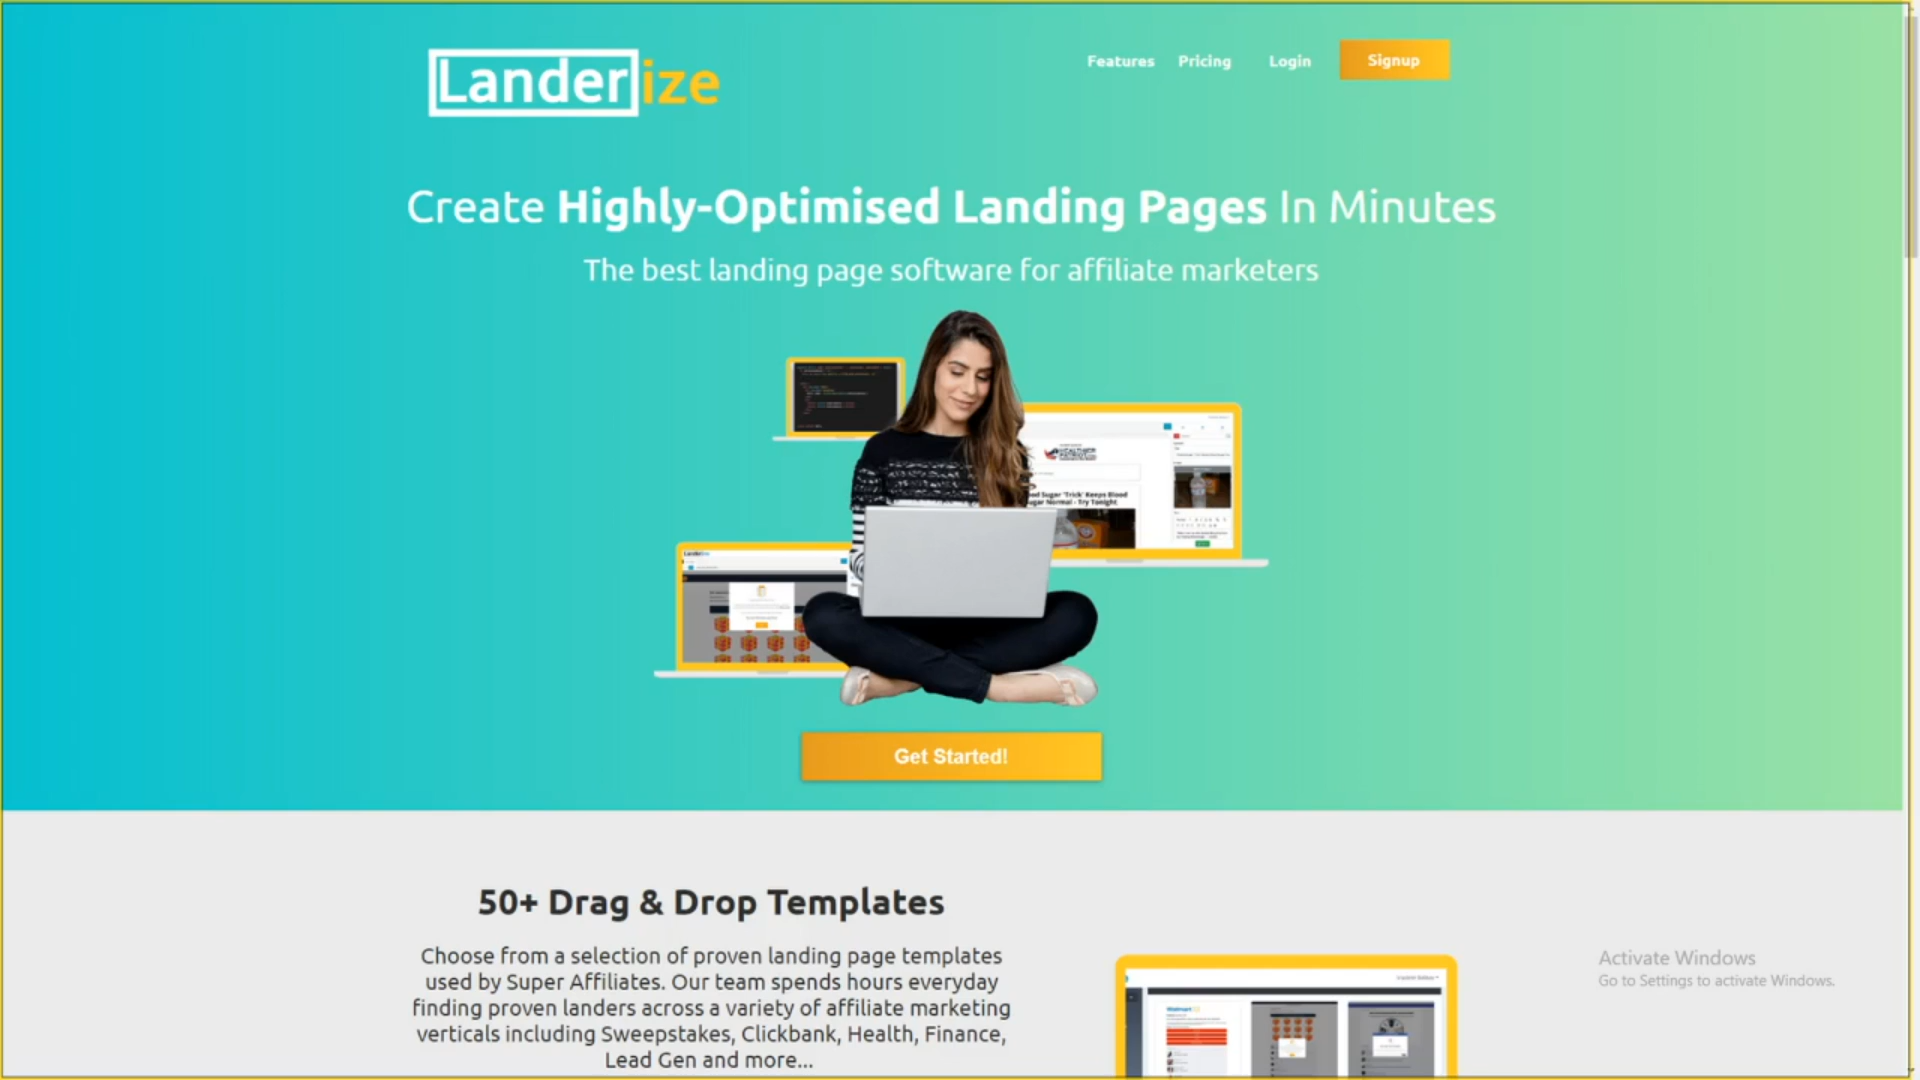 Landerize
Features Pricing Login Signup
Create Highly-Optimised Landing Pages In Minutes
The best landing page software for affiliate marketers
Get Started!
50+ Drag & Drop Templates
Choose from a selection of proven landing page templates
used by Super Affiliates. Our team spends hours everyday
finding proven landers across a variety of affiliate marketing
verticals including Sweepstakes, Clickbank, Health, Finance,
Lead Gen and more...
Activate Windows
Go to Settings to activate Windows.